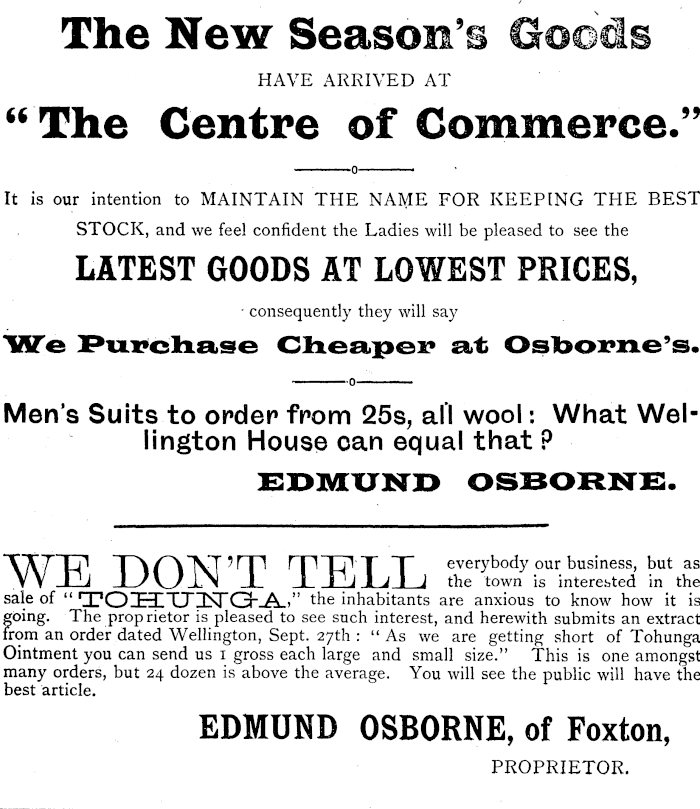 The New Season's Goods
HAVE ARRIVED AT
"The Centre of Commerce."
It is our intention to MAINTAIN THE NAME FOR KEEPING THE BEST
STOCK, and we feel confident the Ladies will be pleased to see the
LATEST GOODS AT LOWEST PRICES,
consequently they will say
We Purchase Cheaper at Osborne's.
Men's Suits to order from 25s, all wool: What Wel-
lington House can equal that?
EDMUND OSBORNE.
WE DON'T TELL everybody our business, but as
the town is interested in the
sale of "TOHUNGA," the inhabitants are anxious to know how it is
going. The proprietor is pleased to see such interest, and herewith submits an extract
from an order dated Wellington, Sept. 27th: "As we are getting short of Tohunga
Ointment you can send us 1 gross each large and small size." This is one amongst
many orders, but 24 dozen is above the average. You will see the public will have the
best article.
EDMUND OSBORNE, of Foxton,
PROPRIETOR.